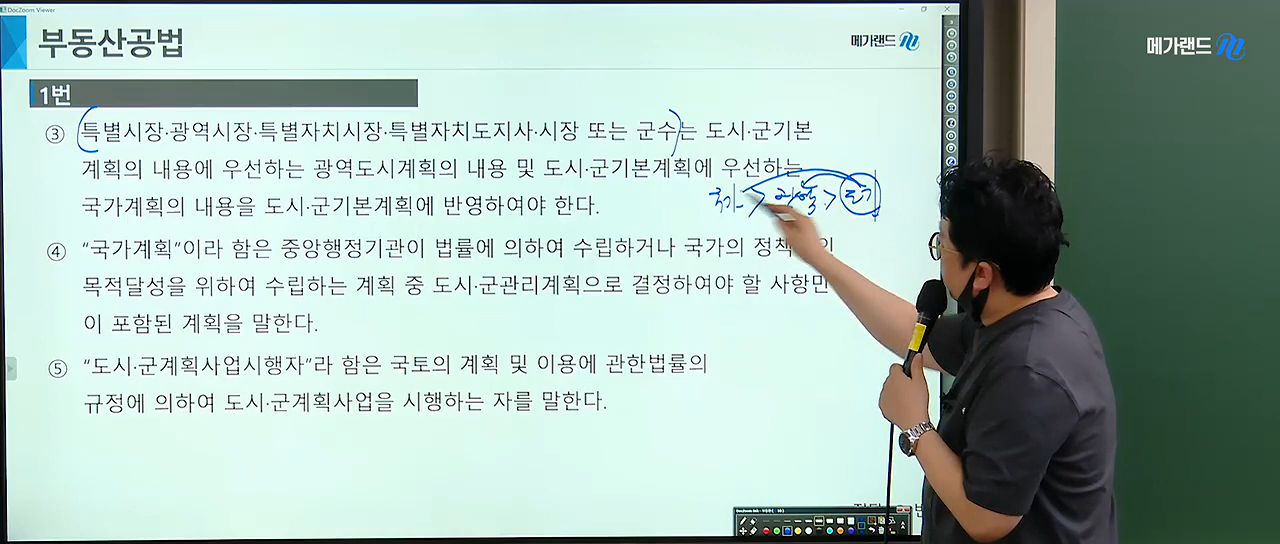 DocZoom Viewer
부동산공법
메가랜드
메가랜드
1번
③ 특별시장·광역시장·특별자치시장·특별자치도지사·시장 또는 군수는 도시·군기본
계획의 내용에 우선하는 광역도시계획의 내용 및 도시·군기본계획에 우선하는
국가계획의 내용을 도시·군기본계획에 반영하여야 한다.
국가 > 광역 > 도기
④ “국가계획”이라 함은 중앙행정기관이 법률에 의하여 수립하거나 국가의 정책
목적달성을 위하여 수립하는 계획 중 도시·군관리계획으로 결정하여야 할 사항만
이 포함된 계획을 말한다.
⑤ “도시·군계획사업시행자”라 함은 국토의 계획 및 이용에 관한법률의
규정에 의하여 도시·군계획사업을 시행하는 자를 말한다.